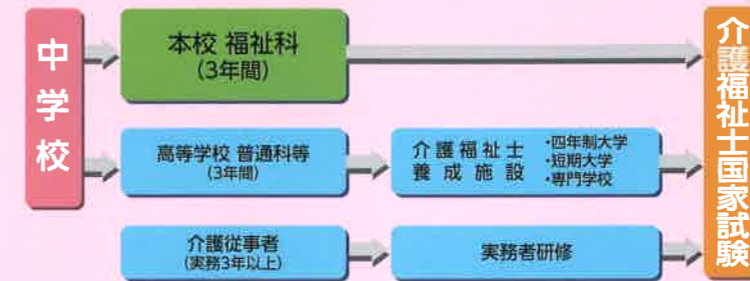 中学校
本校 福祉科
(3年間)
高等学校 普通科等
(3年間)
介護福祉士
養成施設
・四年制大学
・短期大学
・専門学校
介護従事者
(実務3年以上)
実務者研修
介護福祉士国家試験